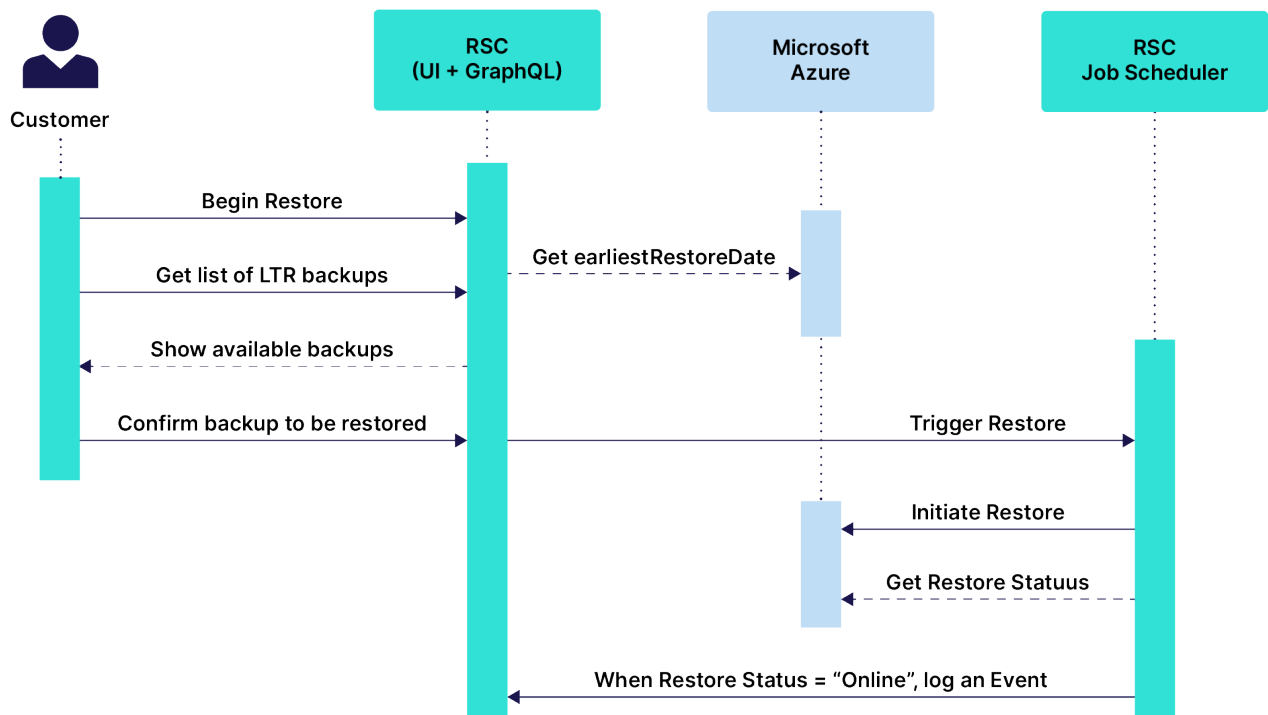 Customer
RSC
(UI + GraphQL)
Microsoft
Azure
RSC
Job Scheduler
Begin Restore
Get earliestRestoreDate
Get list of LTR backups
Show available backups
Confirm backup to be restored
Trigger Restore
Initiate Restore
Get Restore Statuus
When Restore Status = “Online”, log an Event